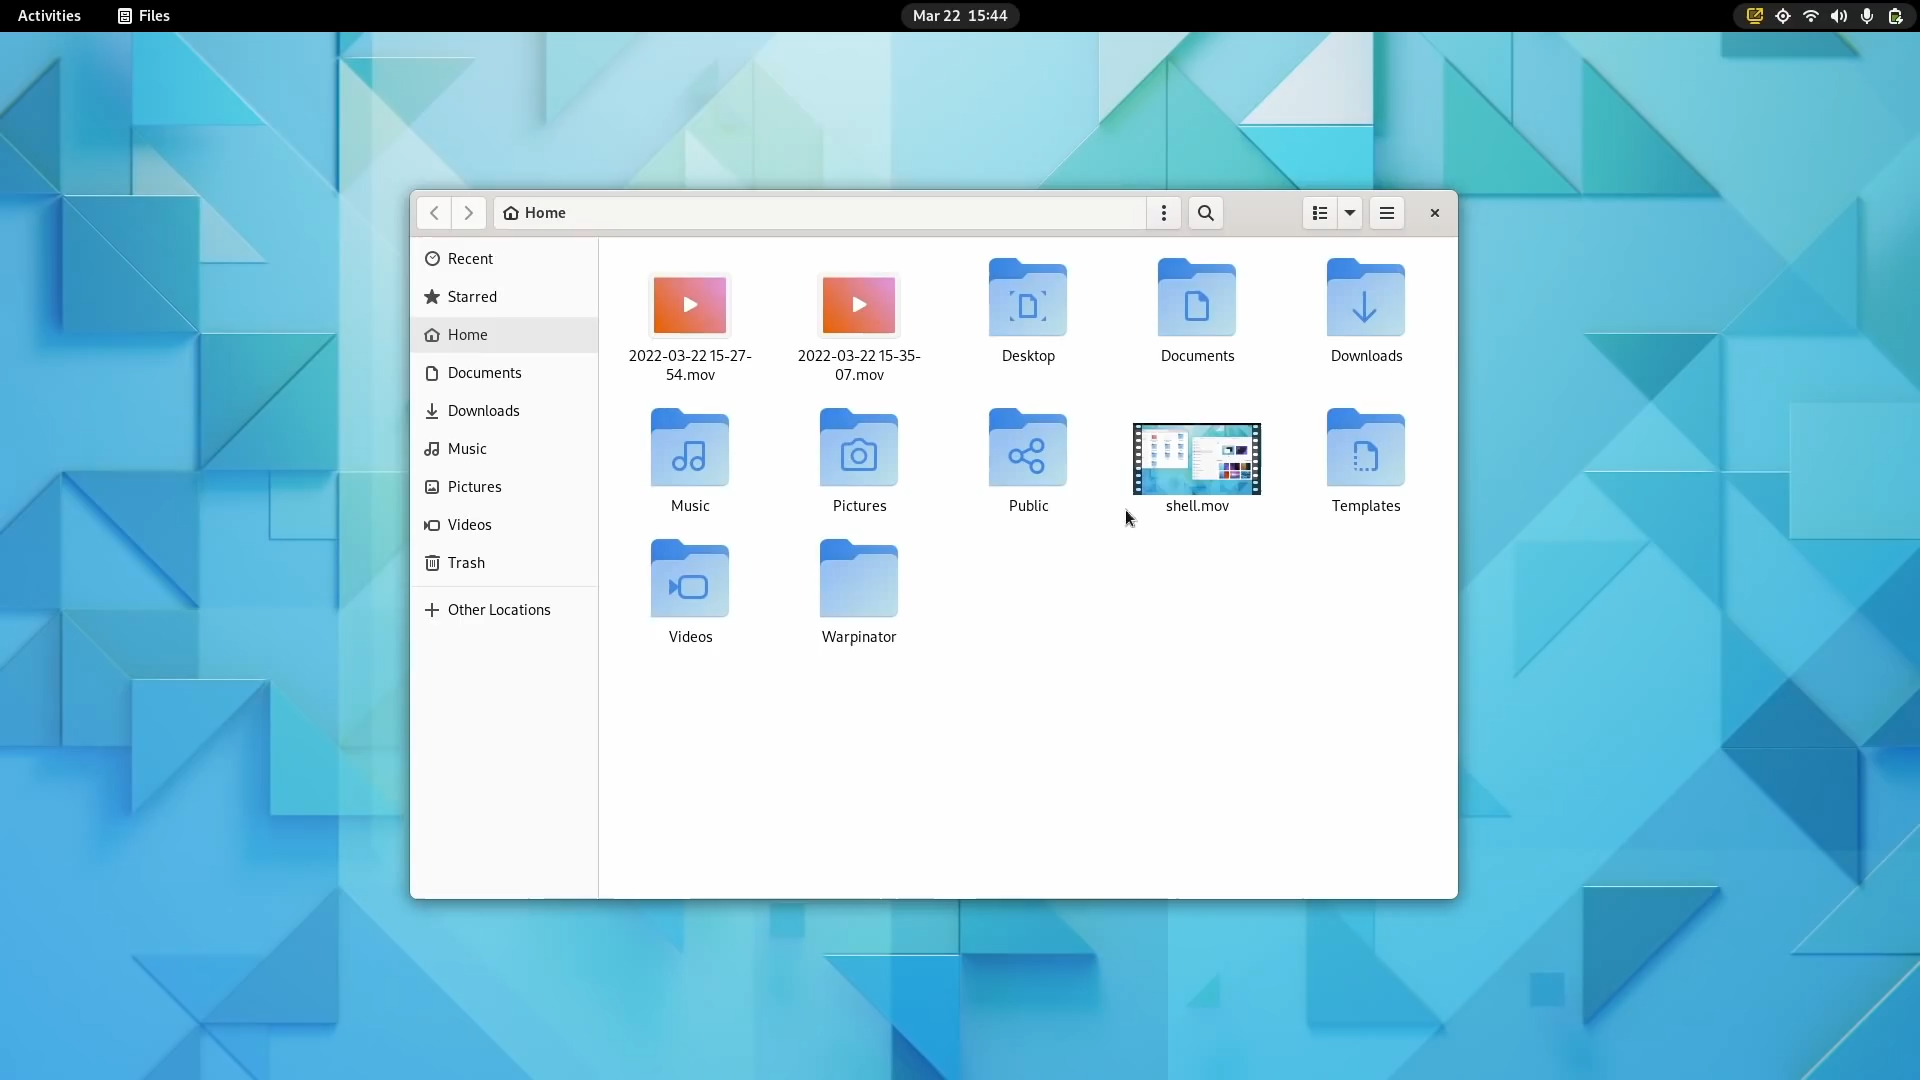 Activities
Files
Mar 22 15:44
Home
Recent
Starred
Home
Documents
Downloads
Music
Pictures
Videos
Trash
Other Locations
2022-03-22 15-27-
54.mov
2022-03-22 15-35-
07.mov
Desktop
Documents
Downloads
Music
Pictures
Public
shell.mov
Templates
Videos
Warpinator